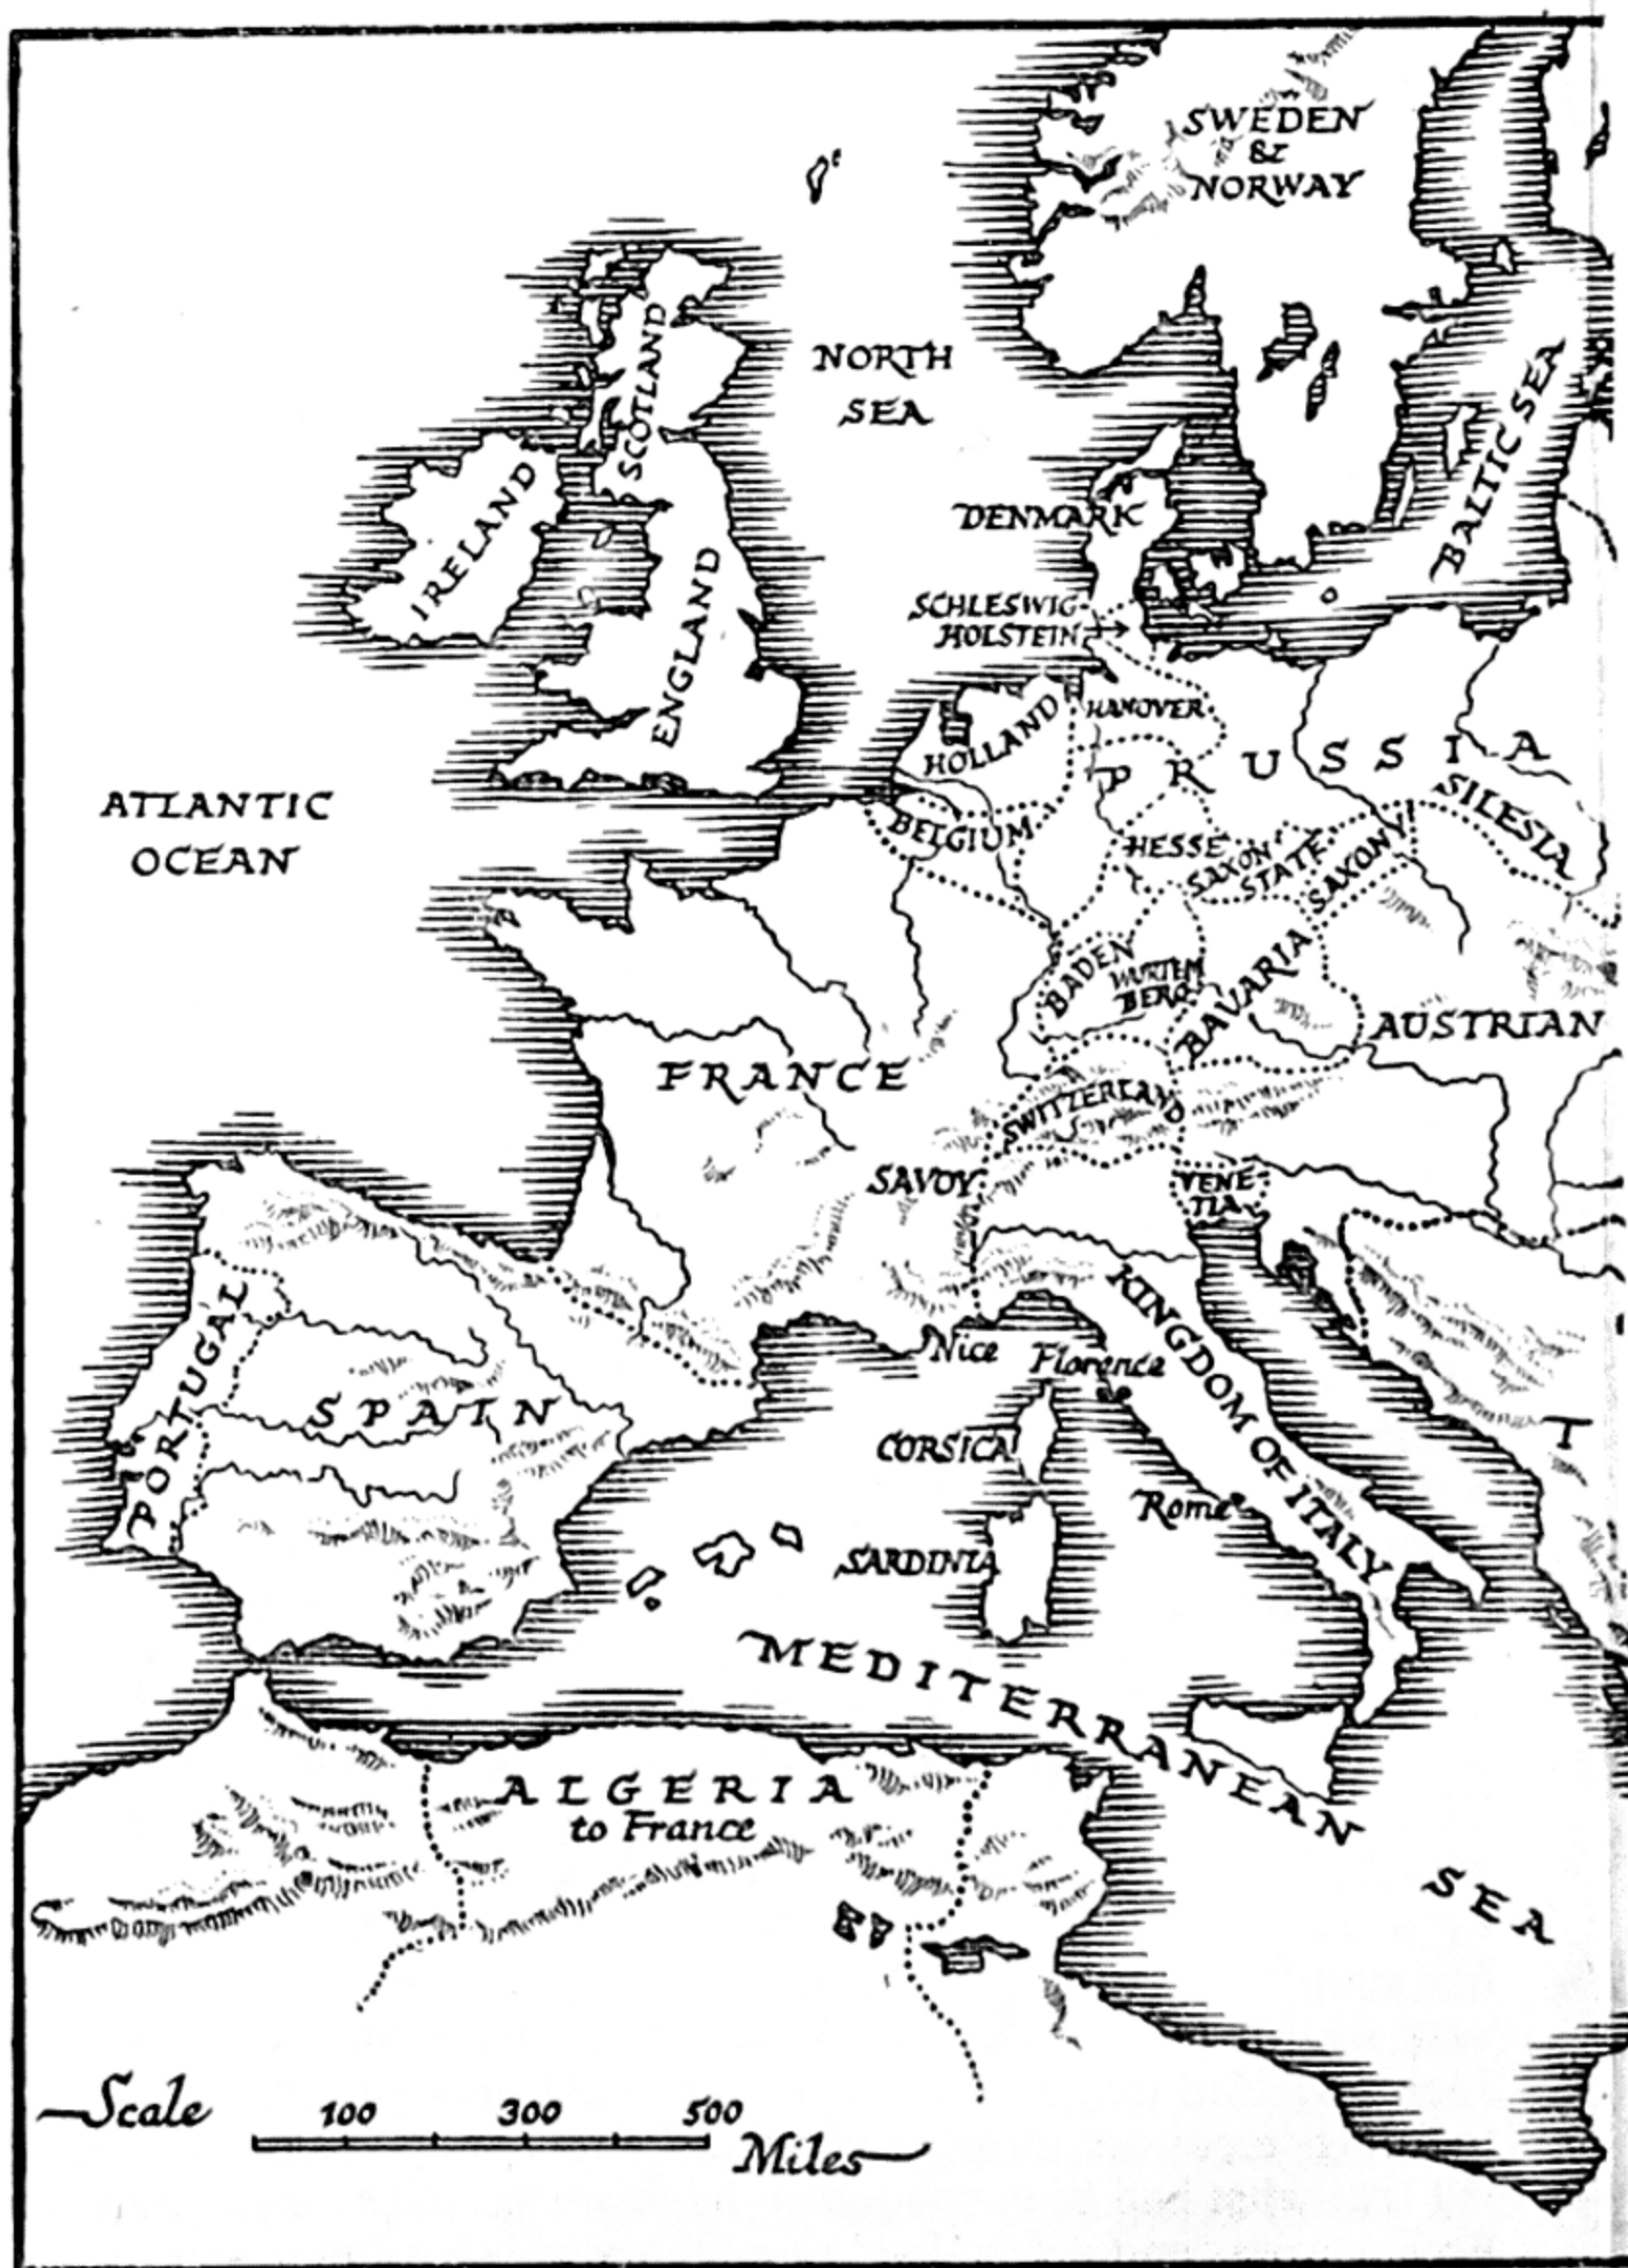 SWEDEN
&
NORWAY
SCOTLAND
NORTH
SEA
IRELAND
DENMARK
BALTIC SEA
SCHLESWIG-
HOLSTEIN
ENGLAND
HOLLAND
HANOVER
PRUSSIA
SILESIA
ATLANTIC
OCEAN
BELGIUM
HESSE
SAXON
STATE
SAXONY
BADEN
WURTEM
BERG
BAVARIA
AUSTRIAN
FRANCE
SWITZERLAND
SAVOY
VENE-
TIA
PORTUGAL
SPAIN
Nice
Florence
KINGDOM OF ITALY
T
CORSICA
Rome
SARDINIA
MEDITERRANEAN
SEA
ALGERIA
to France
Scale
100 300 500
Miles